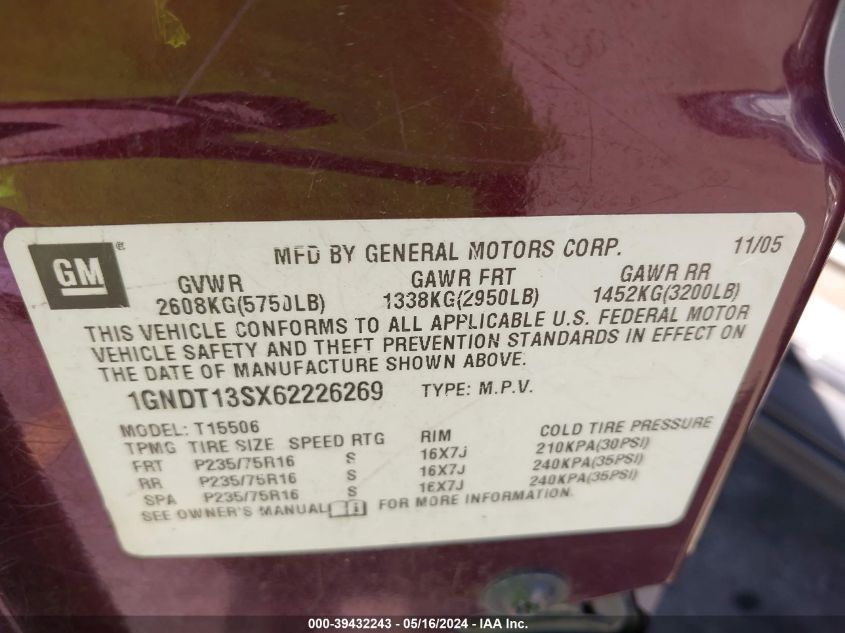 GM ®
MFD BY GENERAL MOTORS CORP. 11/05
GVWR GAWR FRT GAWR RR
2608KG(5750LB) 1338KG(2950LB) 1452KG(3200LB)
THIS VEHICLE CONFORMS TO ALL APPLICABLE U.S. FEDERAL MOTOR
VEHICLE SAFETY AND THEFT PREVENTION STANDARDS IN EFFECT ON
THE DATE OF MANUFACTURE SHOWN ABOVE.
1GNDT13SX62226269 TYPE: M.P.V.
MODEL: T15506
TPMG TIRE SIZE SPEED RTG RIM COLD TIRE PRESSURE
FRT P235/75R16 S 16X7J 210KPA(30PSI)
RR P235/75R16 S 16X7J 240KPA(35PSI)
SPA P235/75R16 S 16X7J 240KPA(35PSI)
SEE OWNER'S MANUAL FOR MORE INFORMATION.
000-39432243 - 05/16/2024 - IAA Inc.